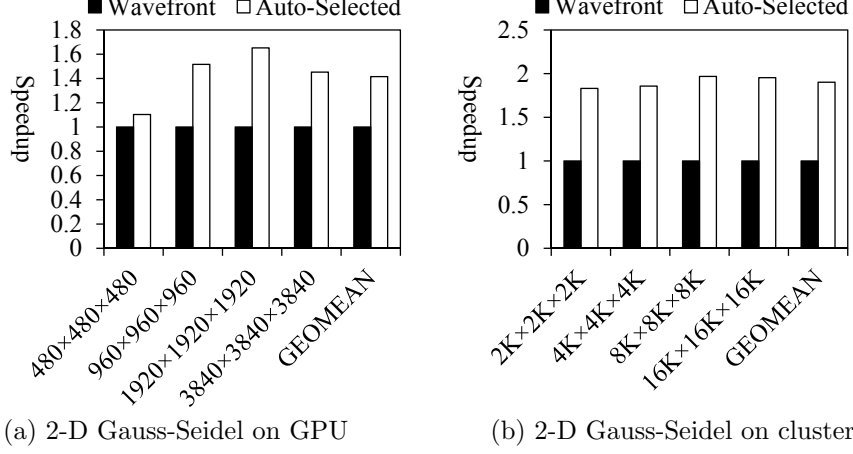 Wavefront Auto-Selected
1.8
1.6
1.4
1.2
1
0.8
0.6
0.4
0.2
0
Speedup
480×480×480
960×960×960
1920×1920×1920
3840×3840×3840
GEOMEAN
(a) 2-D Gauss-Seidel on GPU
Wavefront Auto-Selected
2.5
2
1.5
1
0.5
0
Speedup
2K×2K×2K
4K×4K×4K
8K×8K×8K
16K×16K×16K
GEOMEAN
(b) 2-D Gauss-Seidel on cluster